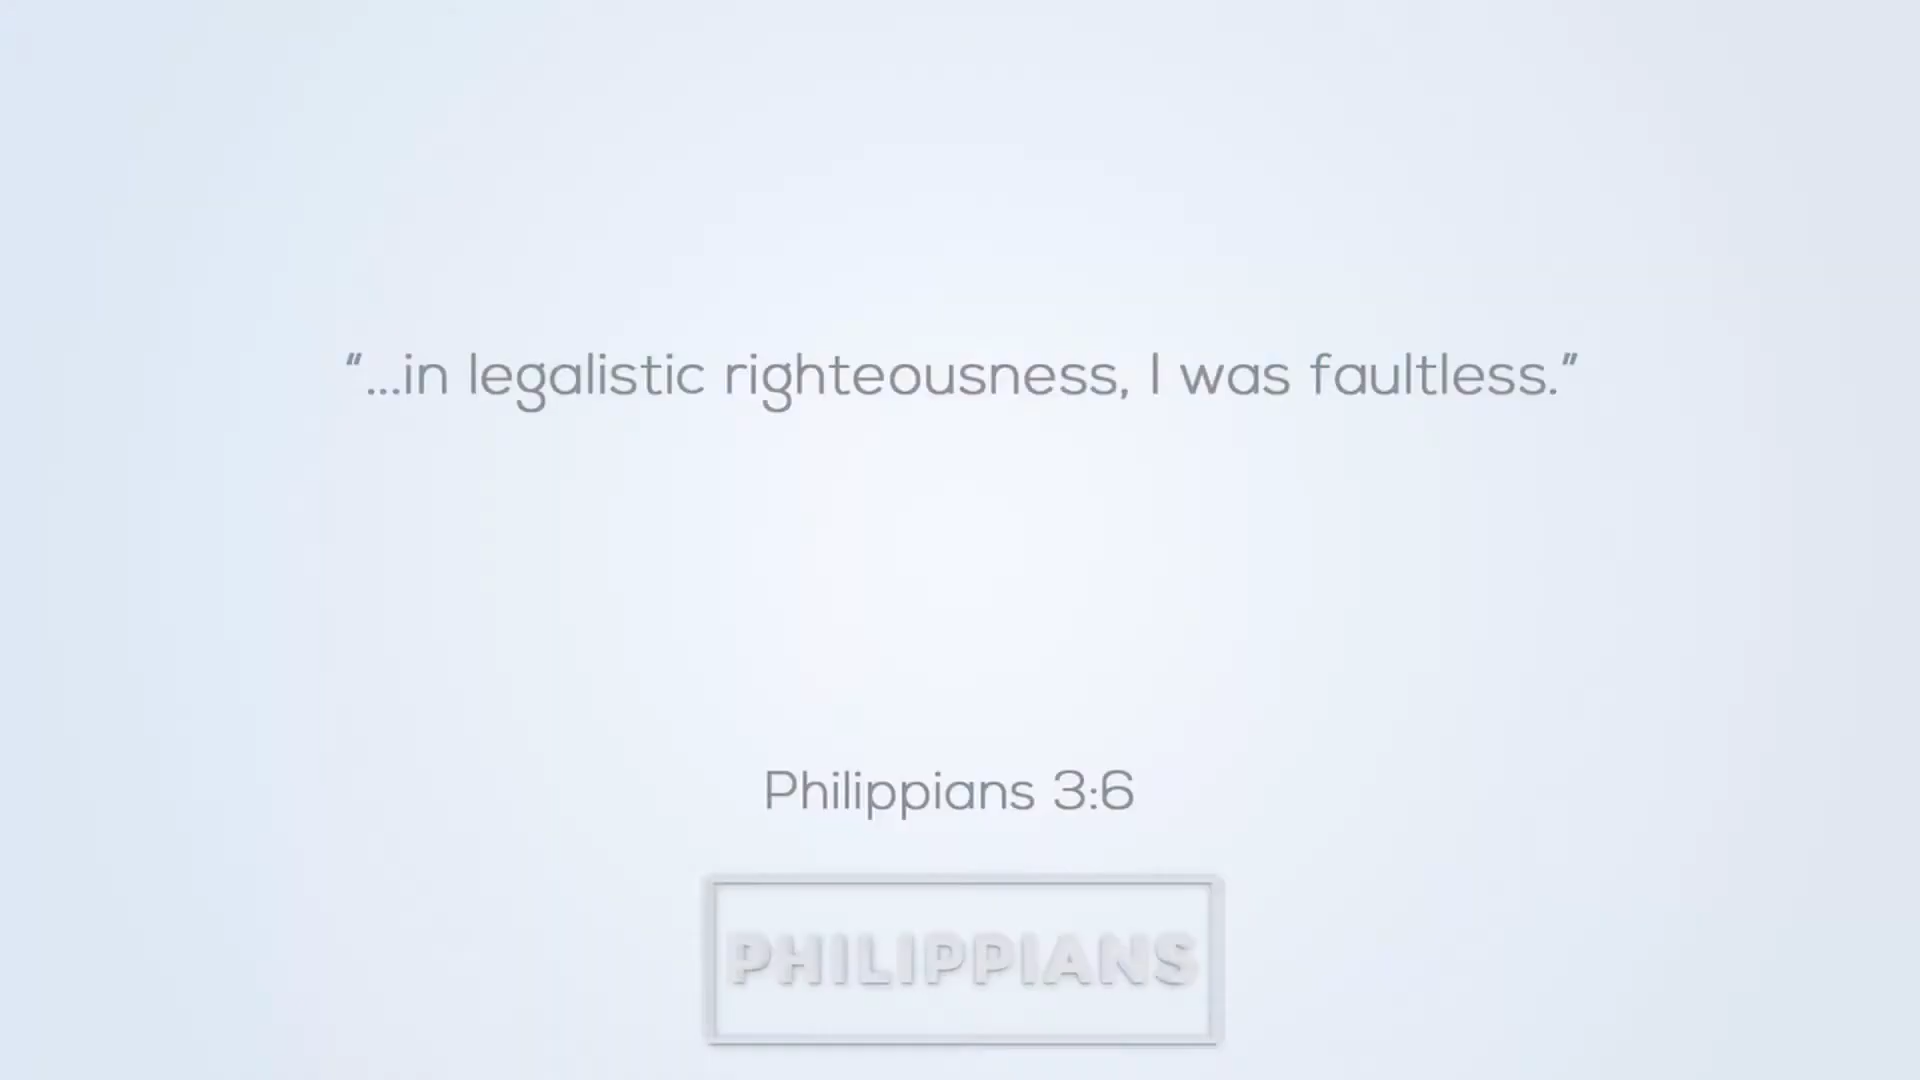 “...in legalistic righteousness, I was faultless.”
Philippians 3:6
PHILIPPIANS